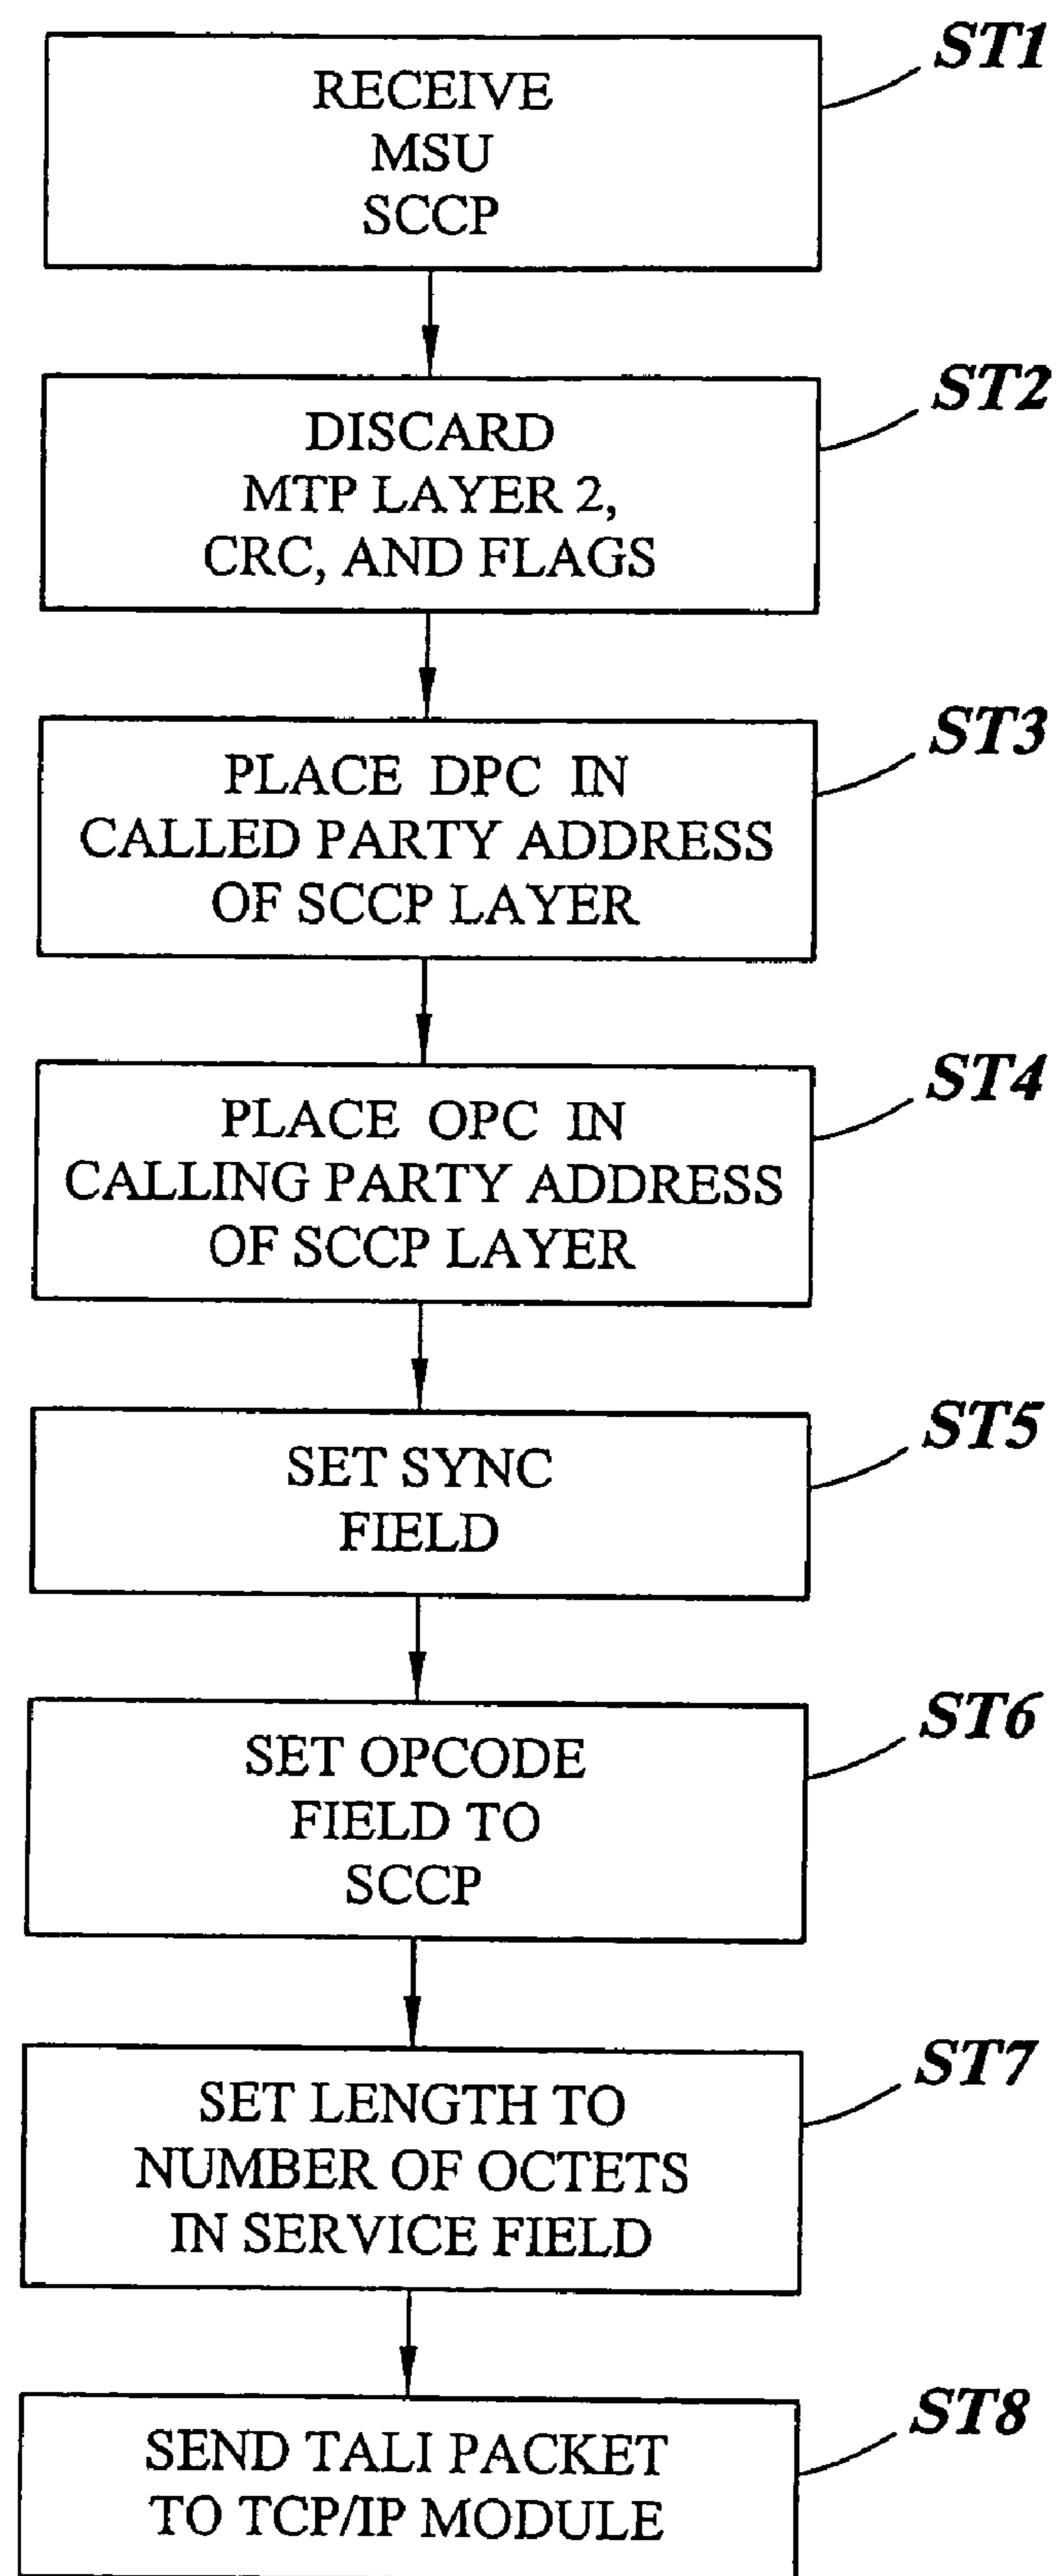 ST1
RECEIVE
MSU
SCCP
ST2
DISCARD
MTP LAYER 2,
CRC, AND FLAGS
ST3
PLACE DPC IN
CALLED PARTY ADDRESS
OF SCCP LAYER
ST4
PLACE OPC IN
CALLING PARTY ADDRESS
OF SCCP LAYER
ST5
SET SYNC
FIELD
ST6
SET OPCODE
FIELD TO
SCCP
ST7
SET LENGTH TO
NUMBER OF OCTETS
IN SERVICE FIELD
ST8
SEND TALI PACKET
TO TCP/IP MODULE